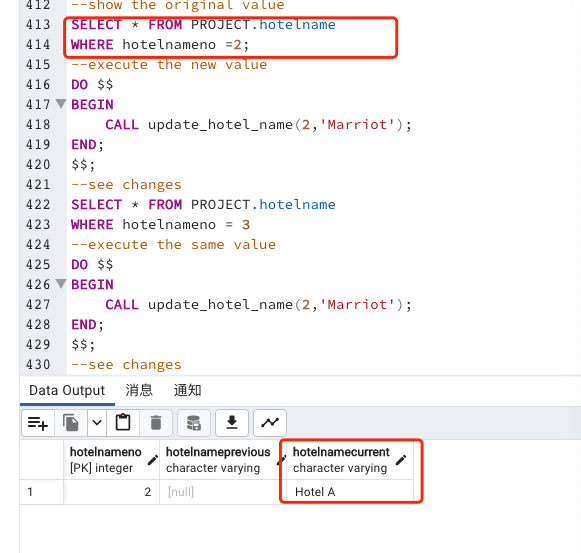 412 --show the original value
413 SELECT * FROM PROJECT.hotelname
414 WHERE hotelnameno =2;
415 --execute the new value
416 DO $$
417 BEGIN
418 CALL update_hotel_name(2,'Marriot');
419 END;
420 $$;
421 --see changes
422 SELECT * FROM PROJECT.hotelname
423 WHERE hotelnameno = 3
424 --execute the same value
425 DO $$
426 BEGIN
427 CALL update_hotel_name(2,'Marriot');
428 END;
429 $$;
430 --see changes
Data Output 消息 通知
hotelnameno hotelnameprevious hotelnamecurrent
[PK] integer character varying character varying
1 2 [null] Hotel A